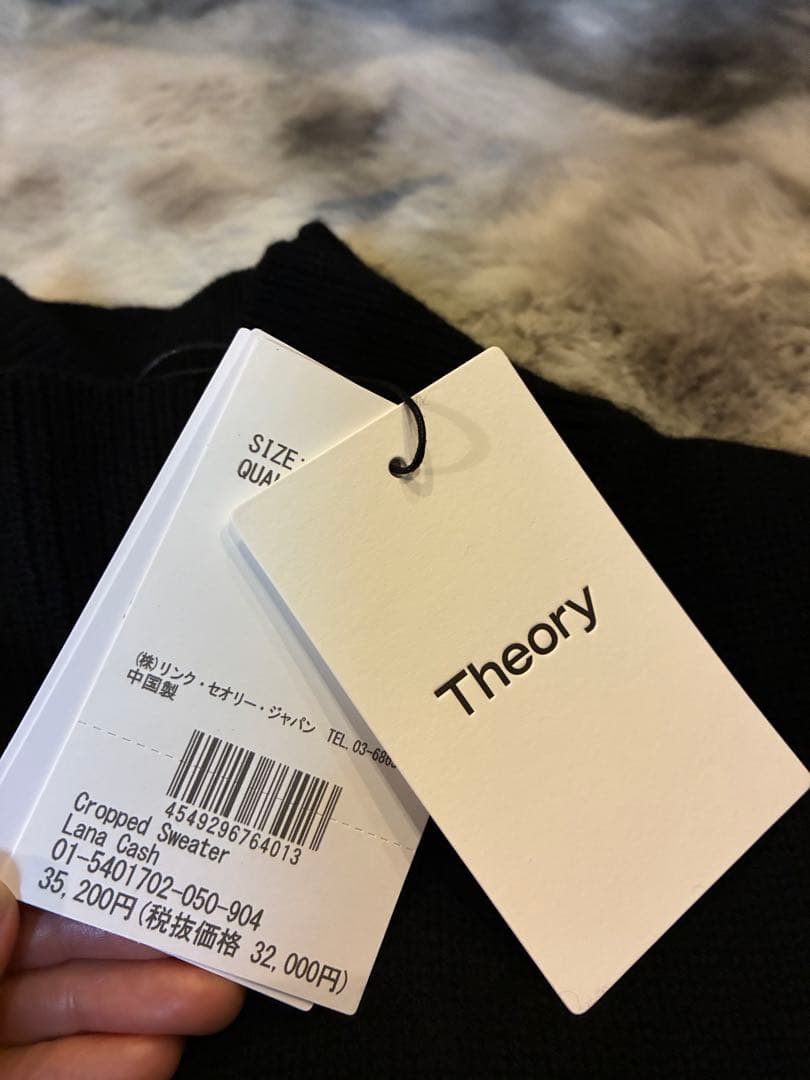 SIZE:
(株)リンク・セオリー・ジャパン TEL. 03-686
中国製
4549296764013
Cropped Sweater
Lana Cash
01-5401702-050-904
35,200円(税抜価格 32,000円)
Theory